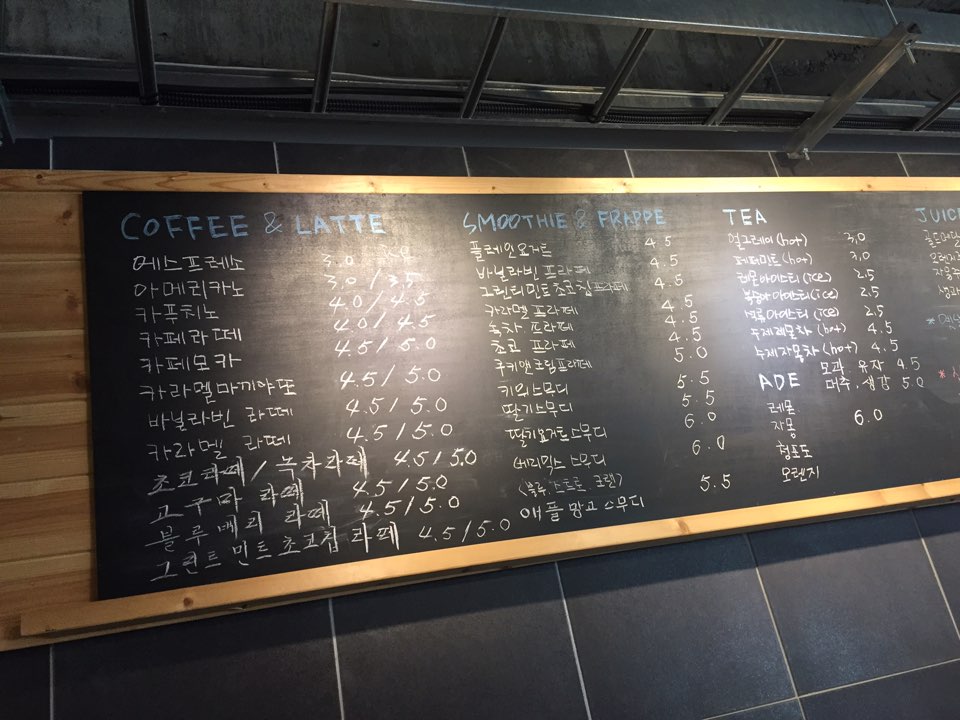 COFFEE & LATTE
에스프레소 3.0
아메리카노 3.0 / 3.5
카푸치노 4.0 / 4.5
카페라떼 4.0 / 4.5
카페모카 4.5 / 5.0
카라멜마끼아또 4.5 / 5.0
바닐라빈 라떼 4.5 / 5.0
카라멜 라떼 4.5 / 5.0
초코라떼 / 녹차라떼 4.5 / 5.0
고구마 라떼 4.5 / 5.0
블루베리 라떼 4.5 / 5.0
그린트민트초코칩라떼 4.5 / 5.0
SMOOTHIE & FRAPPE
플레인요거트 4.5
바닐라빈 프라페 4.5
그린티민트초코칩프라페 4.5
카라멜 프라페 4.5
녹차 프라페 4.5
초코 프라페 4.5
쿠키앤크림프라페 5.0
키위스무디 5.5
딸기스무디 5.5
딸기요거트스무디 6.0
베리믹스 스무디 6.0
애플망고스무디 5.5
TEA
얼그레이(hot) 3.0
페퍼민트(hot) 3.0
레몬아이스티(ice) 2.5
복숭아아이스티(ice) 2.5
석류아이스티(ice) 2.5
수제레몬차(hot) 4.5
수제자몽차(hot) 4.5
모과 유자 4.5
대추.생강 5.0
ADE
레몬
자몽 6.0
청포도
오렌지